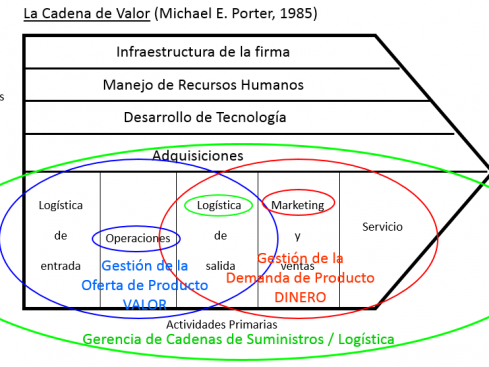 La Cadena de Valor (Michael E. Porter, 1985)
Infraestructura de la firma
Manejo de Recursos Humanos
Desarrollo de Tecnología
Adquisiciones
Logística
de
entrada
Operaciones
Logística
de
salida
Marketing
y
ventas
Servicio
Gestión de la
Oferta de Producto
VALOR
Gestión de la
Demanda de Producto
DINERO
Actividades Primarias
Gerencia de Cadenas de Suministros / Logística